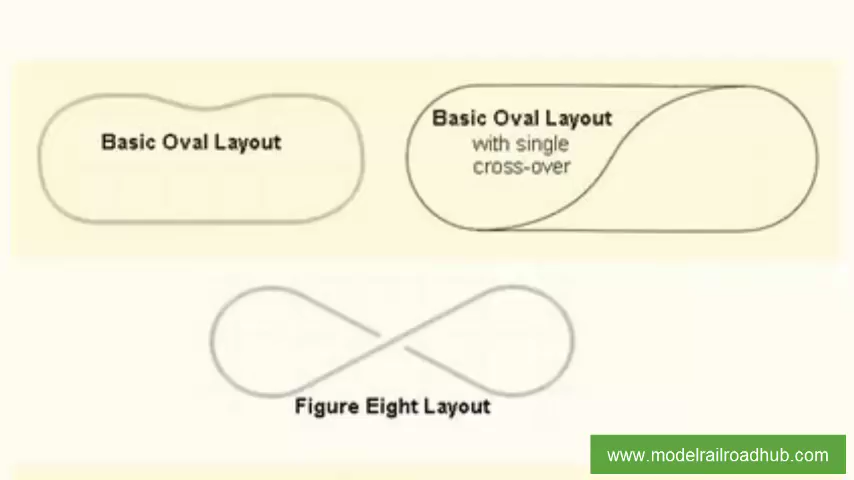 Basic Oval Layout
Basic Oval Layout
with single
cross-over
Figure Eight Layout
www.modelrailroadhub.com